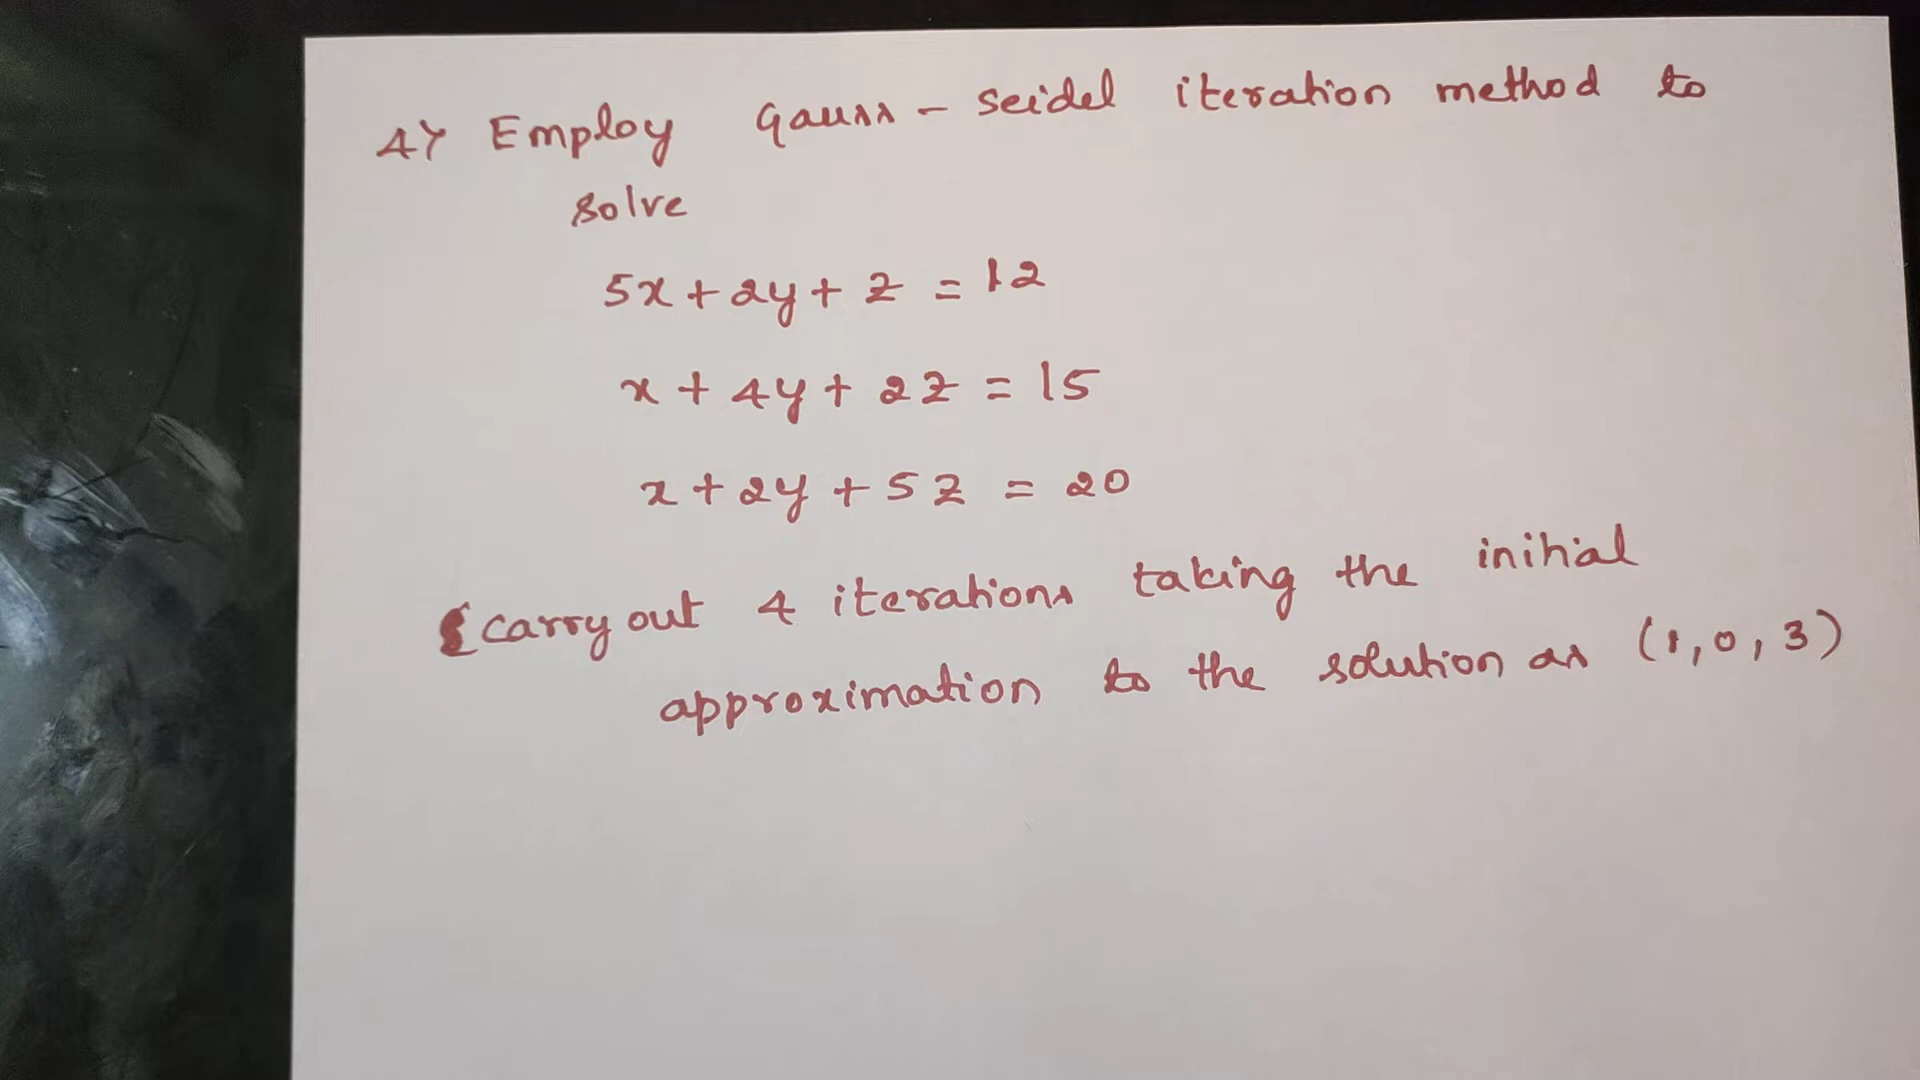 4) Employ Gauss - Seidel iteration method to
solve
5x + 2y + z = 12
x + 4y + 2z = 15
x + 2y + 5z = 20
(carry out 4 iterations taking the initial
approximation to the solution as (1, 0, 3)